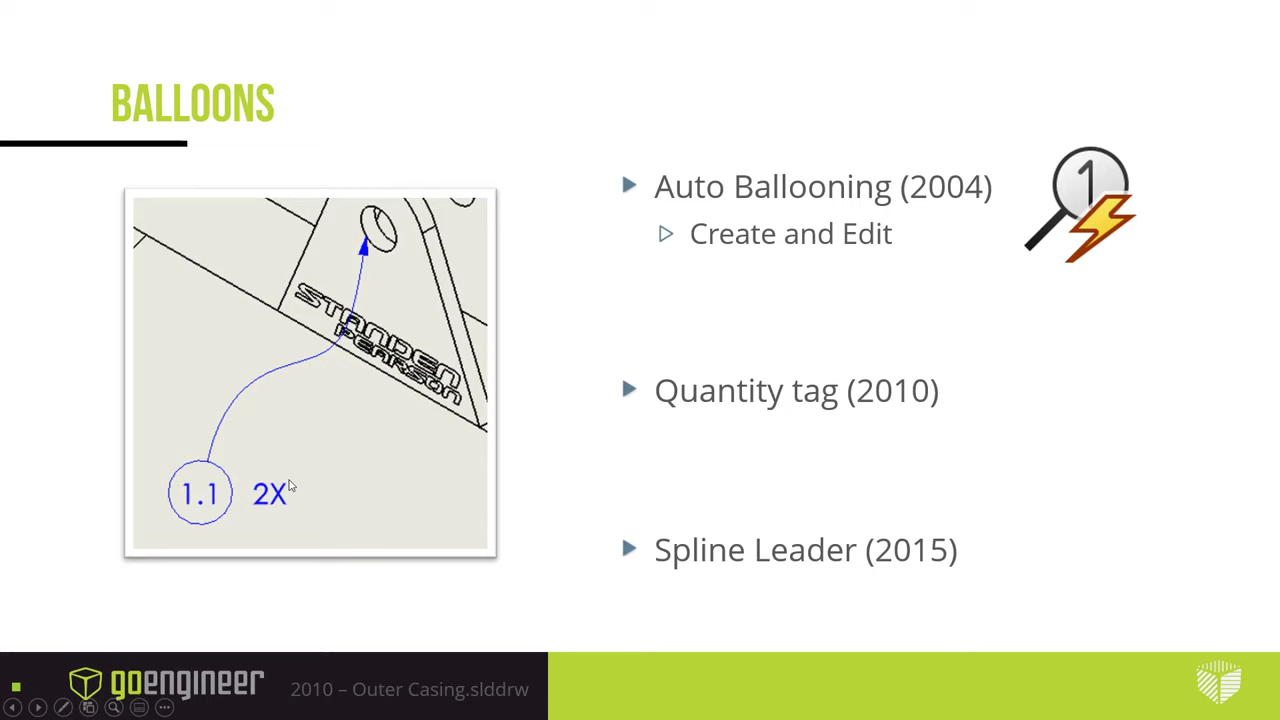 BALLOONS
STANDEN
PEARSON
1.1 2X
Auto Ballooning (2004)
1
Create and Edit
Quantity tag (2010)
Spline Leader (2015)
goengineer
2010 – Outer Casing.slddrw